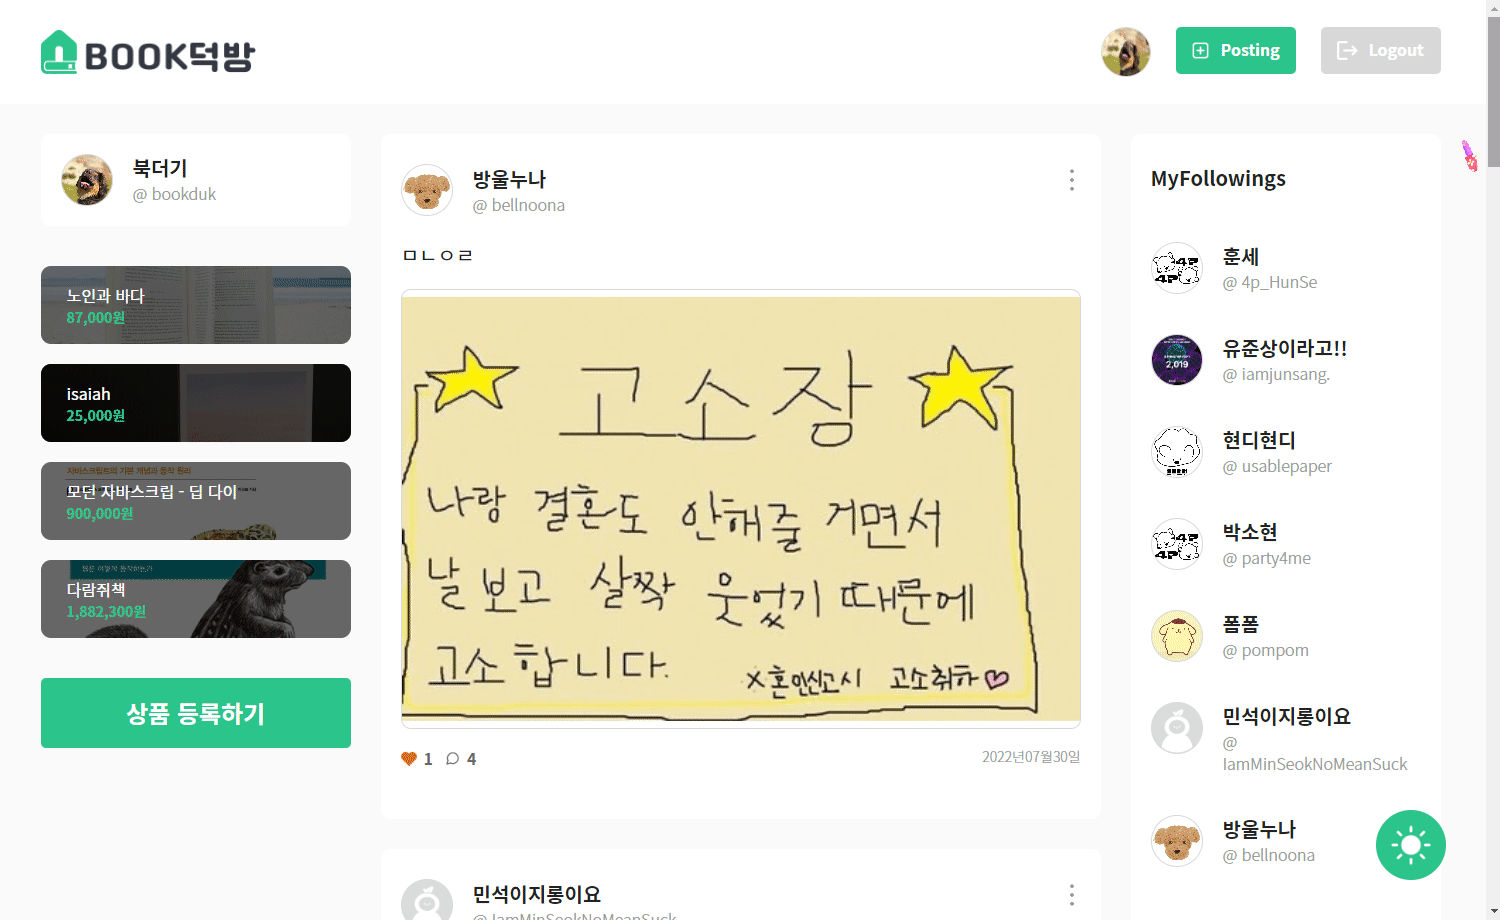 BOOK덕방
Posting
Logout
북더기
@ bookduk
노인과 바다
87,000원
isaiah
25,000원
자바스크립트의 기본 개념과 동작 원리
모던 자바스크립 - 딥 다이
900,000원
다람쥐책
1,882,300원
상품 등록하기
방울누나
@ bellnoona
ㅁㄴㅇㄹ
고소장
나랑 결혼도 안해줄 거면서
날 보고 살짝 웃었기 때문에
고소합니다.
X혼인신고시 고소취하♡
1 4
2022년07월30일
민석이지롱이요
@ IamMinSeokNoMeanSuck
MyFollowings
훈세
@ 4p_HunSe
유준상이라고!!
@ iamjunsang.
2,019
현디현디
@ usablepaper
박소현
@ party4me
폼폼
@ pompom
민석이지롱이요
@
IamMinSeokNoMeanSuck
방울누나
@ bellnoona